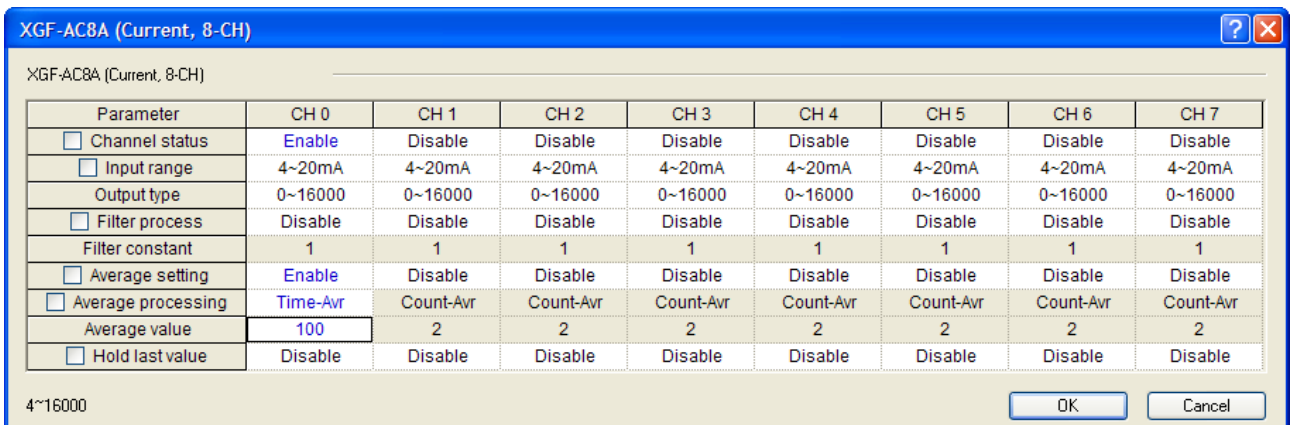 XGF-AC8A (Current, 8-CH)
XGF-AC8A (Current, 8-CH)
Parameter CH 0 CH 1 CH 2 CH 3 CH 4 CH 5 CH 6 CH 7
Channel status Enable Disable Disable Disable Disable Disable Disable Disable
Input range 4~20mA 4~20mA 4~20mA 4~20mA 4~20mA 4~20mA 4~20mA 4~20mA
Output type 0~16000 0~16000 0~16000 0~16000 0~16000 0~16000 0~16000 0~16000
Filter process Disable Disable Disable Disable Disable Disable Disable Disable
Filter constant 1 1 1 1 1 1 1 1
Average setting Enable Disable Disable Disable Disable Disable Disable Disable
Average processing Time-Avr Count-Avr Count-Avr Count-Avr Count-Avr Count-Avr Count-Avr Count-Avr
Average value 100 2 2 2 2 2 2 2
Hold last value Disable Disable Disable Disable Disable Disable Disable Disable
4~16000 OK Cancel